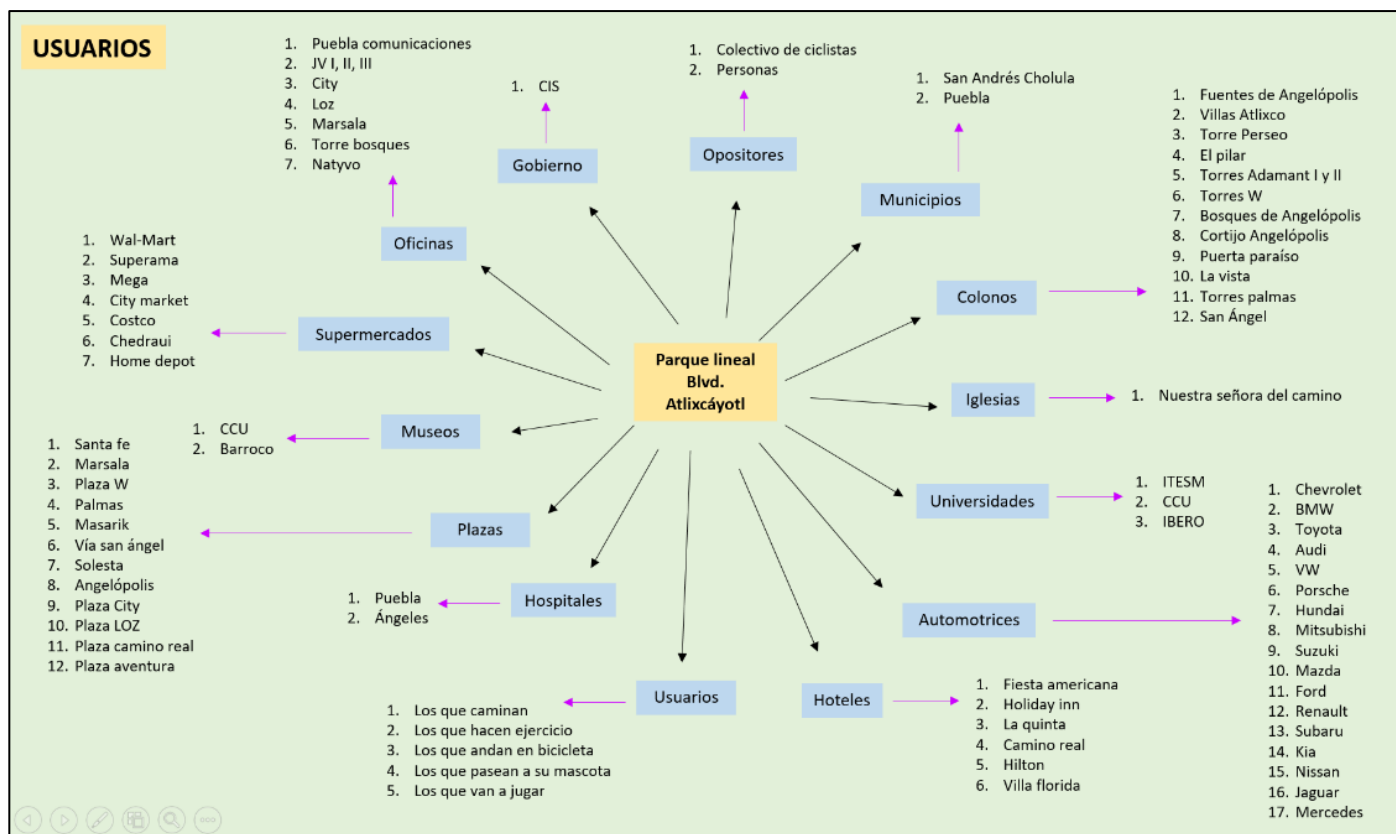 USUARIOS
1. Puebla comunicaciones
2. JV I, II, III
3. City
4. Loz
5. Marsala
6. Torre bosques
7. Natyvo
Oficinas
1. CIS
Gobierno
1. Colectivo de ciclistas
2. Personas
Opositores
1. San Andrés Cholula
2. Puebla
Municipios
1. Fuentes de Angelópolis
2. Villas Atlixco
3. Torre Perseo
4. El pilar
5. Torres Adamant I y II
6. Torres W
7. Bosques de Angelópolis
8. Cortijo Angelópolis
9. Puerta paraíso
10. La vista
11. Torres palmas
12. San Ángel
Colonos
1. Wal-Mart
2. Superama
3. Mega
4. City market
5. Costco
6. Chedraui
7. Home depot
Supermercados
Parque lineal
Blvd.
Atlixcáyotl
Iglesias
1. Nuestra señora del camino
1. CCU
2. Barroco
Museos
1. Santa fe
2. Marsala
3. Plaza W
4. Palmas
5. Masarik
6. Vía san ángel
7. Solesta
8. Angelópolis
9. Plaza City
10. Plaza LOZ
11. Plaza camino real
12. Plaza aventura
Plazas
Universidades
1. ITESM
2. CCU
3. IBERO
1. Puebla
2. Ángeles
Hospitales
Automotrices
1. Chevrolet
2. BMW
3. Toyota
4. Audi
5. VW
6. Porsche
7. Hundai
8. Mitsubishi
9. Suzuki
10. Mazda
11. Ford
12. Renault
13. Subaru
14. Kia
15. Nissan
16. Jaguar
17. Mercedes
Usuarios
1. Los que caminan
2. Los que hacen ejercicio
3. Los que andan en bicicleta
4. Los que pasean a su mascota
5. Los que van a jugar
Hoteles
1. Fiesta americana
2. Holiday inn
3. La quinta
4. Camino real
5. Hilton
6. Villa florida